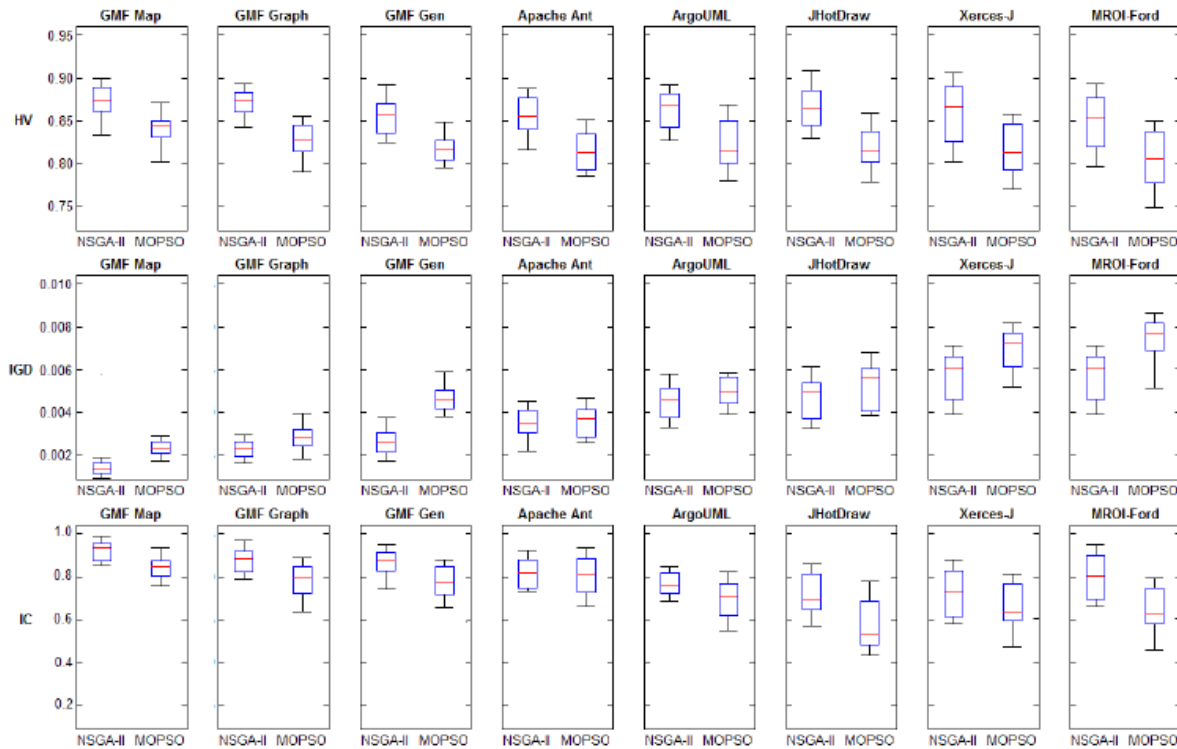 GMF Map GMF Graph GMF Gen Apache Ant ArgoUML JHotDraw Xerces-J MROI-Ford
0.95
0.90
HV 0.85
0.80
0.75
NSGA-II MOPSO NSGA-II MOPSO NSGA-II MOPSO NSGA-II MOPSO NSGA-II MOPSO NSGA-II MOPSO NSGA-II MOPSO NSGA-II MOPSO
GMF Map GMF Graph GMF Gen Apache Ant ArgoUML JHotDraw Xerces-J MROI-Ford
0.010
0.008
IGD 0.006
0.004
0.002
NSGA-II MOPSO NSGA-II MOPSO NSGA-II MOPSO NSGA-II MOPSO NSGA-II MOPSO NSGA-II MOPSO NSGA-II MOPSO NSGA-II MOPSO
GMF Map GMF Graph GMF Gen Apache Ant ArgoUML JHotDraw Xerces-J MROI-Ford
1.0
0.8
IC 0.6
0.4
0.2
NSGA-II MOPSO NSGA-II MOPSO NSGA-II MOPSO NSGA-II MOPSO NSGA-II MOPSO NSGA-II MOPSO NSGA-II MOPSO NSGA-II MOPSO